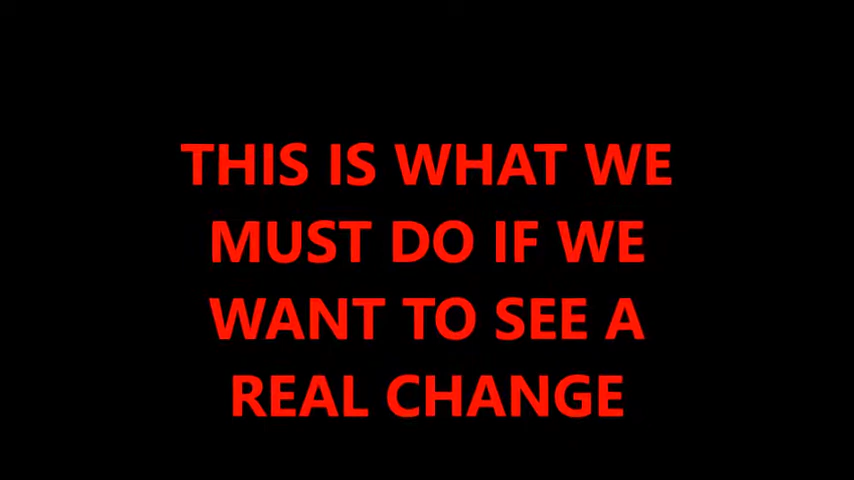 THIS IS WHAT WE
MUST DO IF WE
WANT TO SEE A
REAL CHANGE